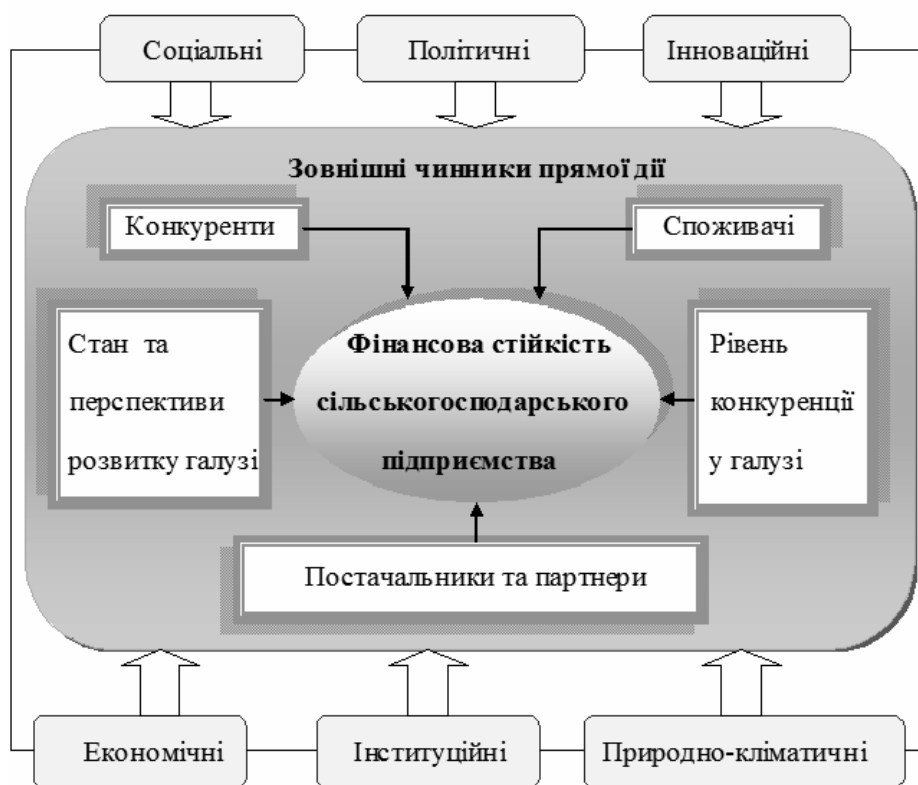 Соціальні
Політичні
Інноваційні
Зовнішні чинники прямої дії
Конкуренти
Споживачі
Стан та
перспективи
розвитку галузі
Фінансова стійкість
сільськогосподарського
підприємства
Рівень
конкуренції
у галузі
Постачальники та партнери
Економічні
Інституційні
Природно-кліматичні